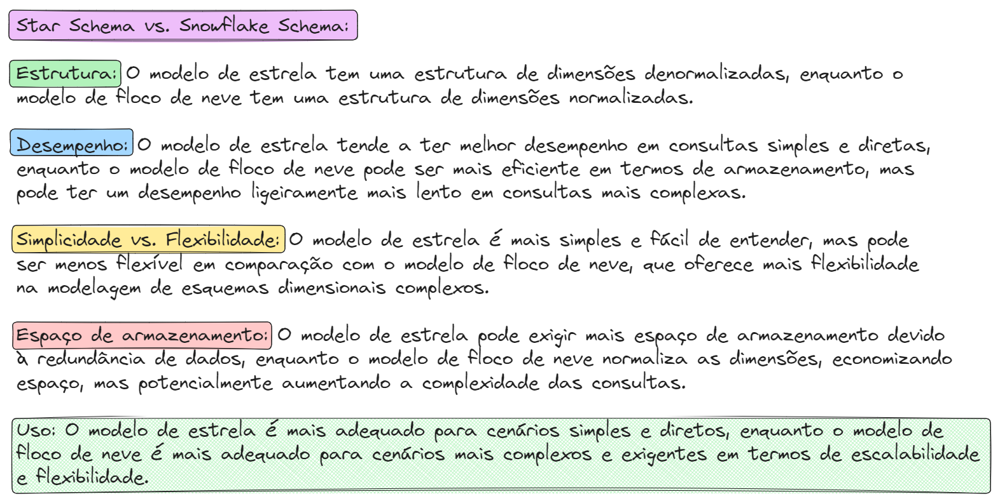 Star Schema vs. Snowflake Schema:
Estrutura: O modelo de estrela tem uma estrutura de dimensões denormalizadas, enquanto o
modelo de floco de neve tem uma estrutura de dimensões normalizadas.
Desempenho: O modelo de estrela tende a ter melhor desempenho em consultas simples e diretas,
enquanto o modelo de floco de neve pode ser mais eficiente em termos de armazenamento, mas
pode ter um desempenho ligeiramente mais lento em consultas mais complexas.
Simplicidade vs. Flexibilidade: O modelo de estrela é mais simples e fácil de entender, mas pode
ser menos flexível em comparação com o modelo de floco de neve, que oferece mais flexibilidade
na modelagem de esquemas dimensionais complexos.
Espaço de armazenamento: O modelo de estrela pode exigir mais espaço de armazenamento devido
à redundância de dados, enquanto o modelo de floco de neve normaliza as dimensões, economizando
espaço, mas potencialmente aumentando a complexidade das consultas.
Uso: O modelo de estrela é mais adequado para cenários simples e diretos, enquanto o modelo de
floco de neve é mais adequado para cenários mais complexos e exigentes em termos de escalabilidade
e flexibilidade.